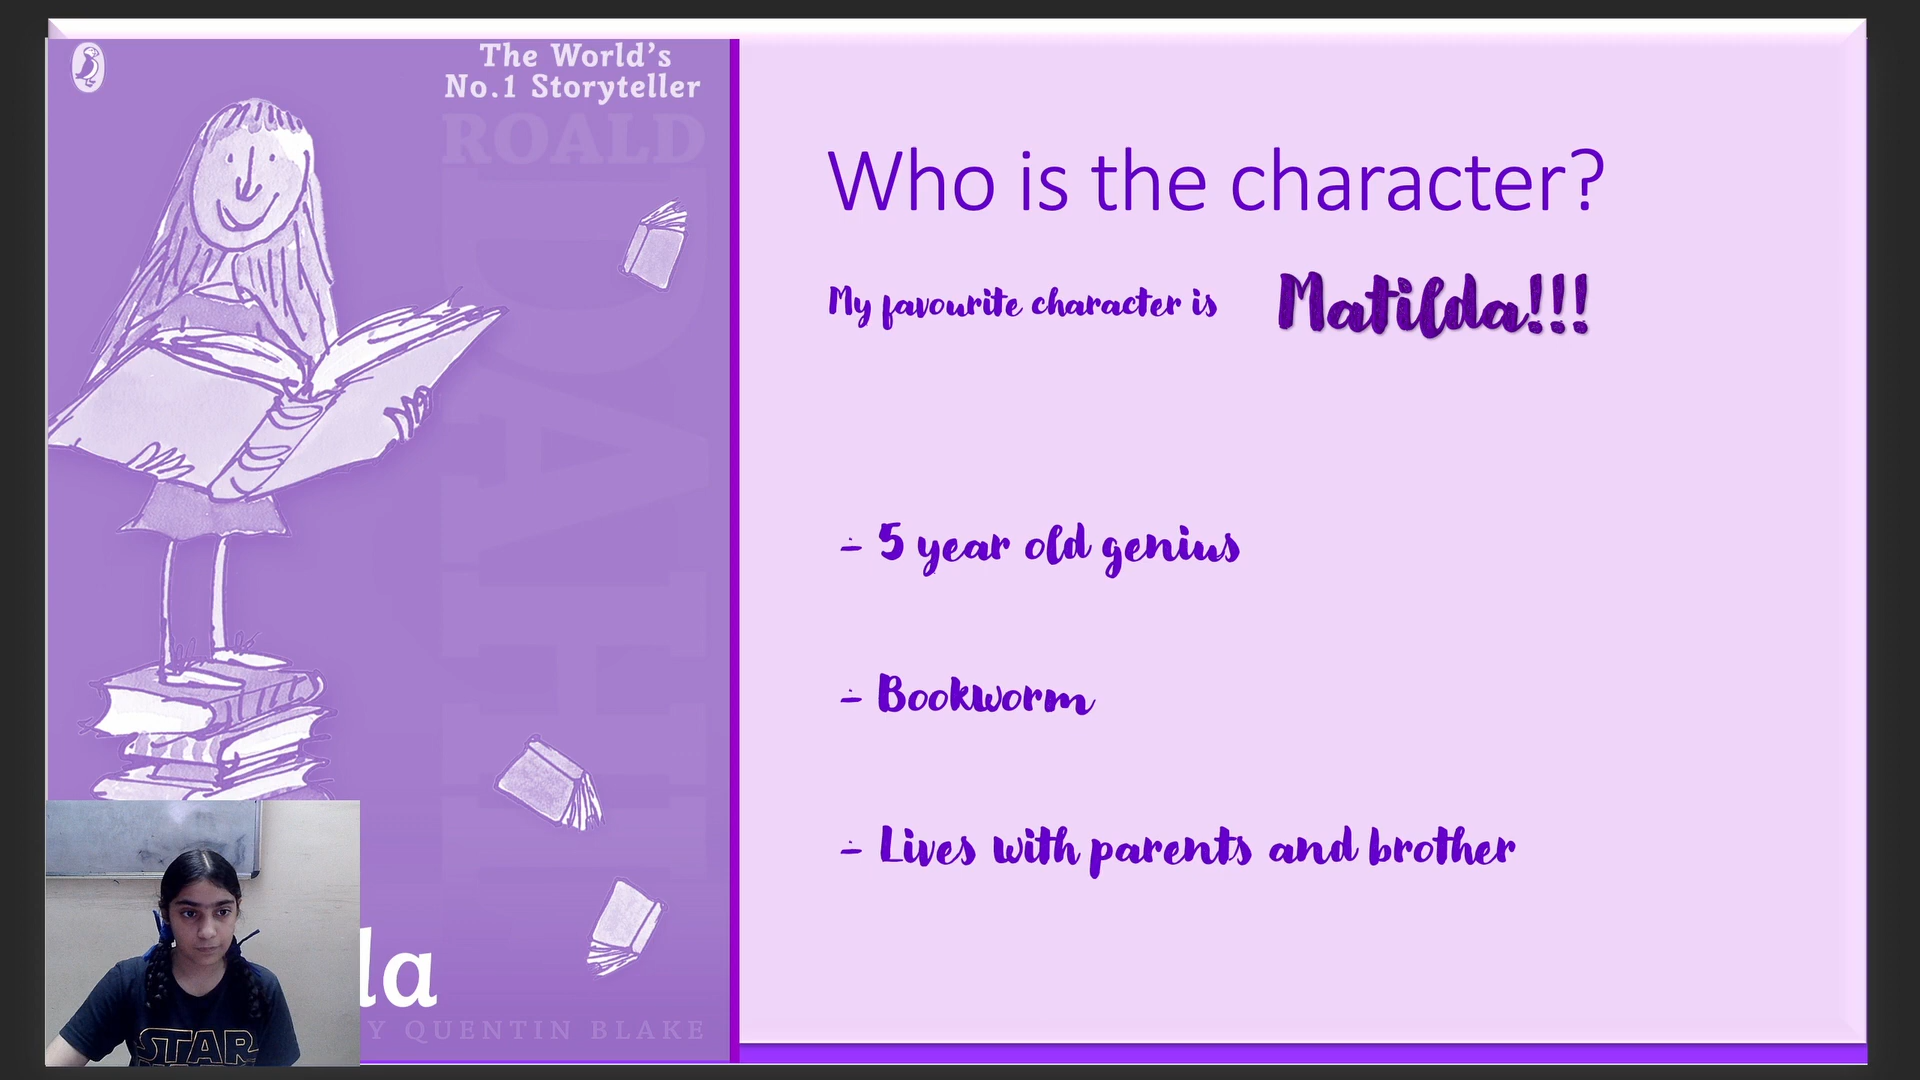 The World's
No.1 Storyteller
ROALD
DAHL
la
Y QUENTIN BLAKE
Who is the character?
My favourite character is Matilda!!!
- 5 year old genius
- Bookworm
- Lives with parents and brother
STAR